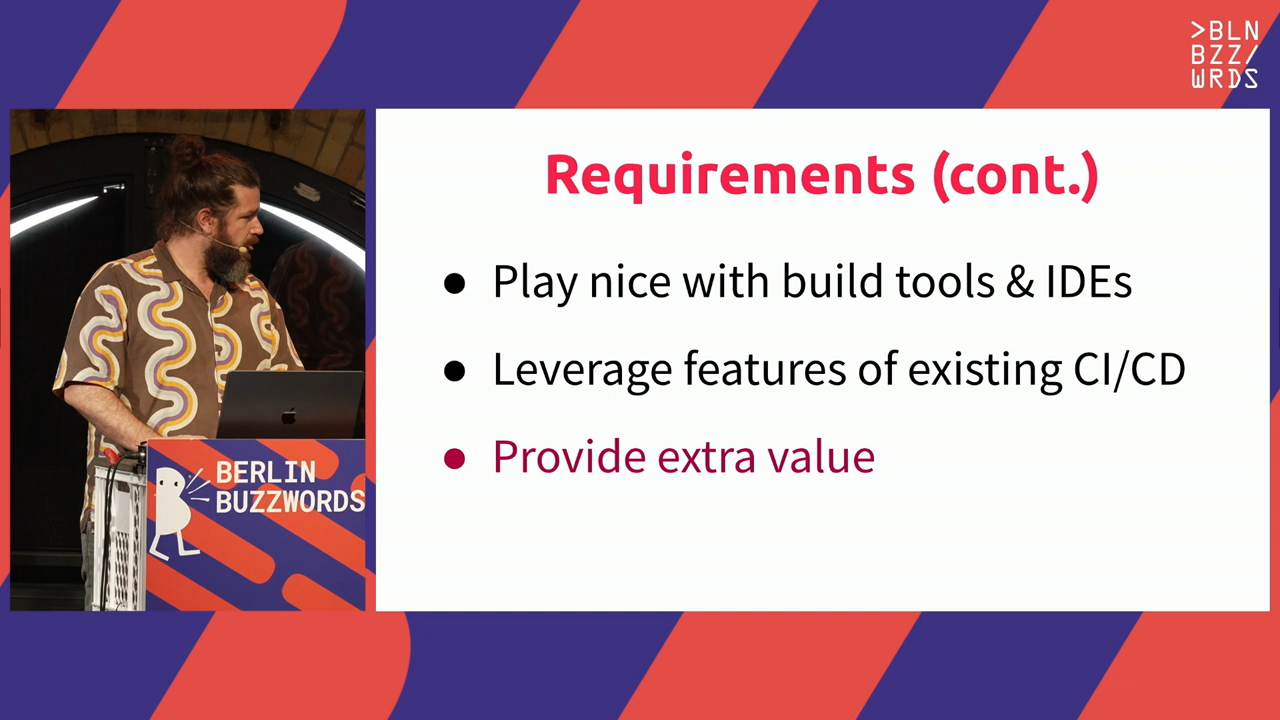 >BLN
BZZ/
WRDS
Requirements (cont.)
● Play nice with build tools & IDEs
● Leverage features of existing CI/CD
● Provide extra value
BERLIN
BUZZWORDS